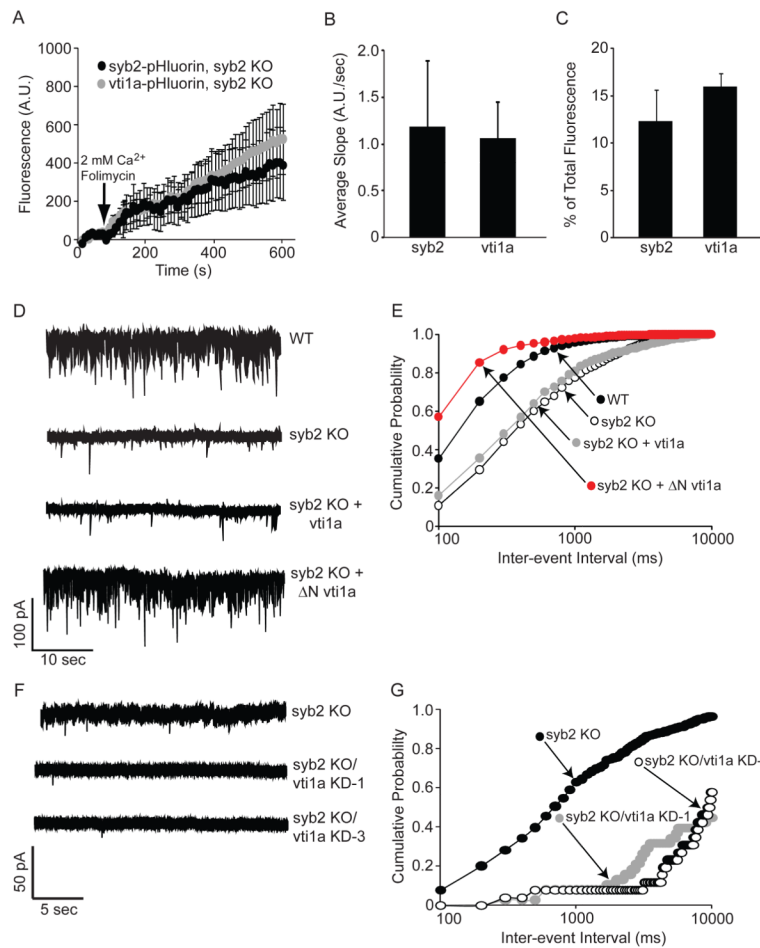 A
Fluorescence (A.U.)
1000
800
600
400
200
0
syb2-pHluorin, syb2 KO
vti1a-pHluorin, syb2 KO
2 mM Ca2+
Folimycin
0
200
400
600
Time (s)
B
Average Slope (A.U./sec)
2.0
1.5
1.0
0.5
0
syb2
vti1a
C
% of Total Fluorescence
20
15
10
5
0
syb2
vti1a
D
WT
syb2 KO
syb2 KO +
vti1a
syb2 KO +
ΔN vti1a
100 pA
10 sec
E
Cumulative Probablilty
1.0
0.8
0.6
0.4
0.2
0
WT
syb2 KO
syb2 KO + vti1a
syb2 KO + ΔN vti1a
100
1000
10000
Inter-event Interval (ms)
F
syb2 KO
syb2 KO/
vti1a KD-1
syb2 KO/
vti1a KD-3
50 pA
5 sec
G
Cumulative Probablilty
1.0
0.8
0.6
0.4
0.2
0
syb2 KO
syb2 KO/vti1a KD-
syb2 KO/vti1a KD-1
100
1000
10000
Inter-event Interval (ms)